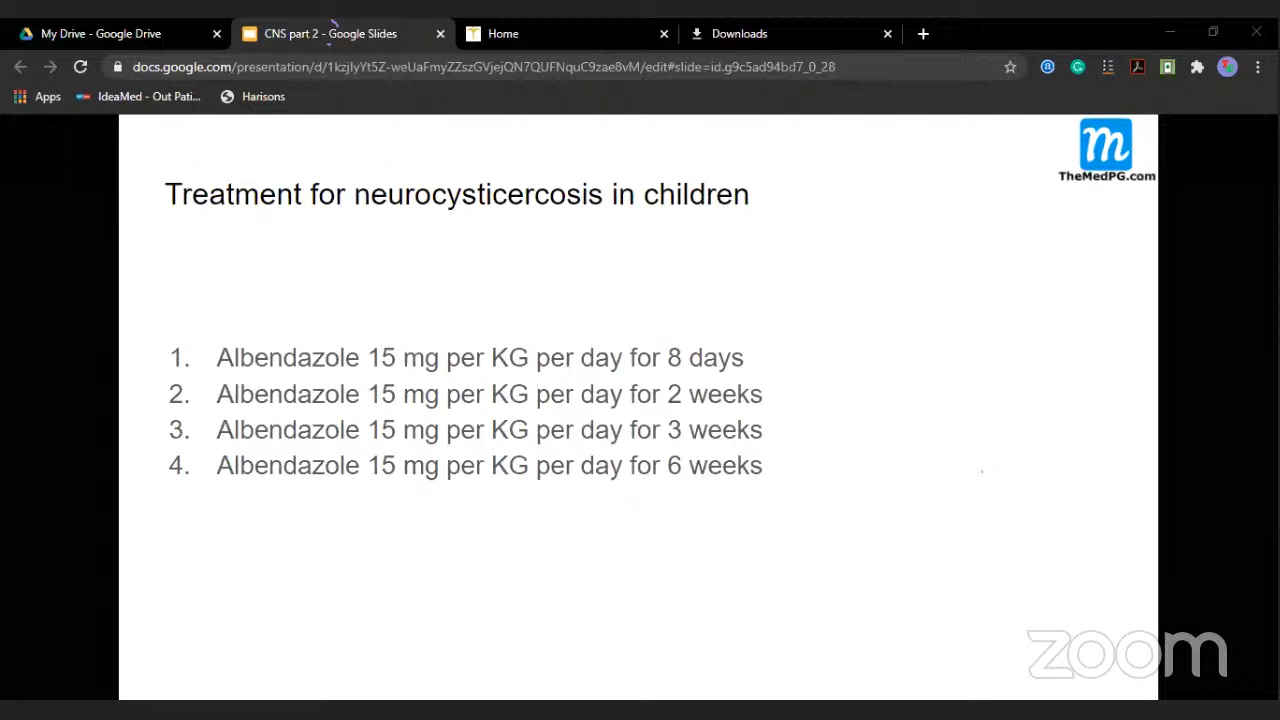 My Drive - Google Drive
CNS part 2 - Google Slides
Home
Downloads
docs.google.com/presentation/d/1kzjlyYt5Z-weUaFmyZZszGVjejQN7QUFNquC9zae8vM/edit#slide=id.g9c5ad94bd7_0_28
Apps
IdeaMed - Out Pati...
Harisons
m
TheMedPG.com
Treatment for neurocysticercosis in children
1. Albendazole 15 mg per KG per day for 8 days
2. Albendazole 15 mg per KG per day for 2 weeks
3. Albendazole 15 mg per KG per day for 3 weeks
4. Albendazole 15 mg per KG per day for 6 weeks
zoom